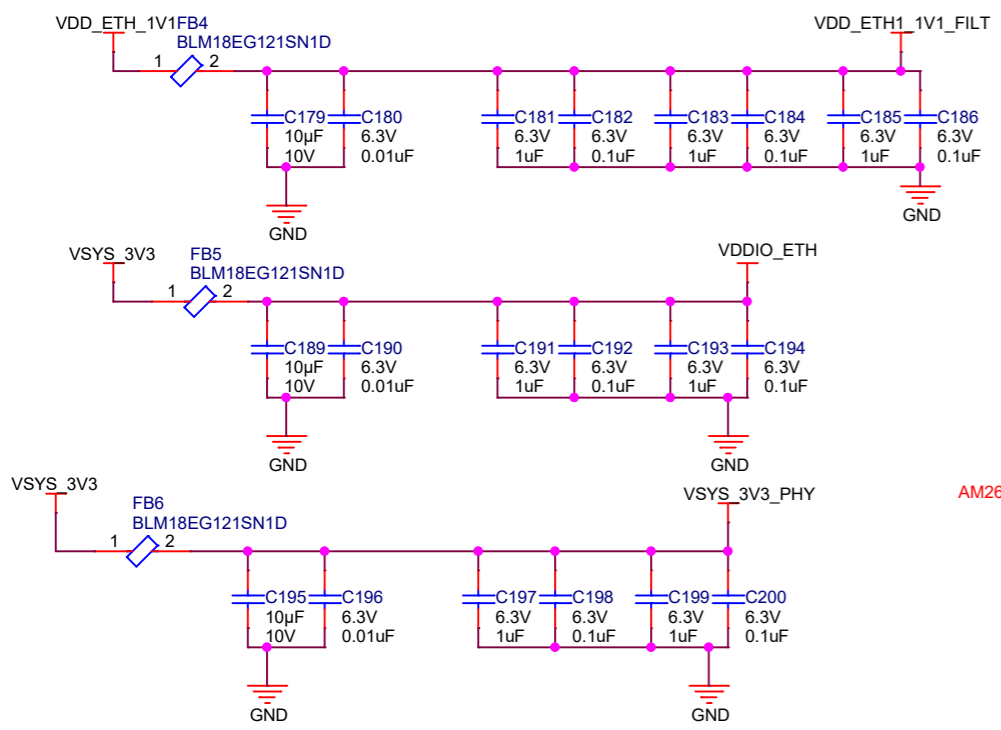 VDD_ETH_1V1 FB4 VDD_ETH1_1V1_FILT
BLM18EG121SN1D
1 2
C179 C180 C181 C182 C183 C184 C185 C186
10µF 6.3V 6.3V 6.3V 6.3V 6.3V 6.3V 6.3V
10V 0.01uF 1uF 0.1uF 1uF 0.1uF 1uF 0.1uF
GND GND
VSYS_3V3 FB5 VDDIO_ETH
BLM18EG121SN1D
1 2
C189 C190 C191 C192 C193 C194
10µF 6.3V 6.3V 6.3V 6.3V 6.3V
10V 0.01uF 1uF 0.1uF 1uF 0.1uF
GND GND
VSYS_3V3 FB6 VSYS_3V3_PHY AM26
BLM18EG121SN1D
1 2
C195 C196 C197 C198 C199 C200
10µF 6.3V 6.3V 6.3V 6.3V 6.3V
10V 0.01uF 1uF 0.1uF 1uF 0.1uF
GND GND